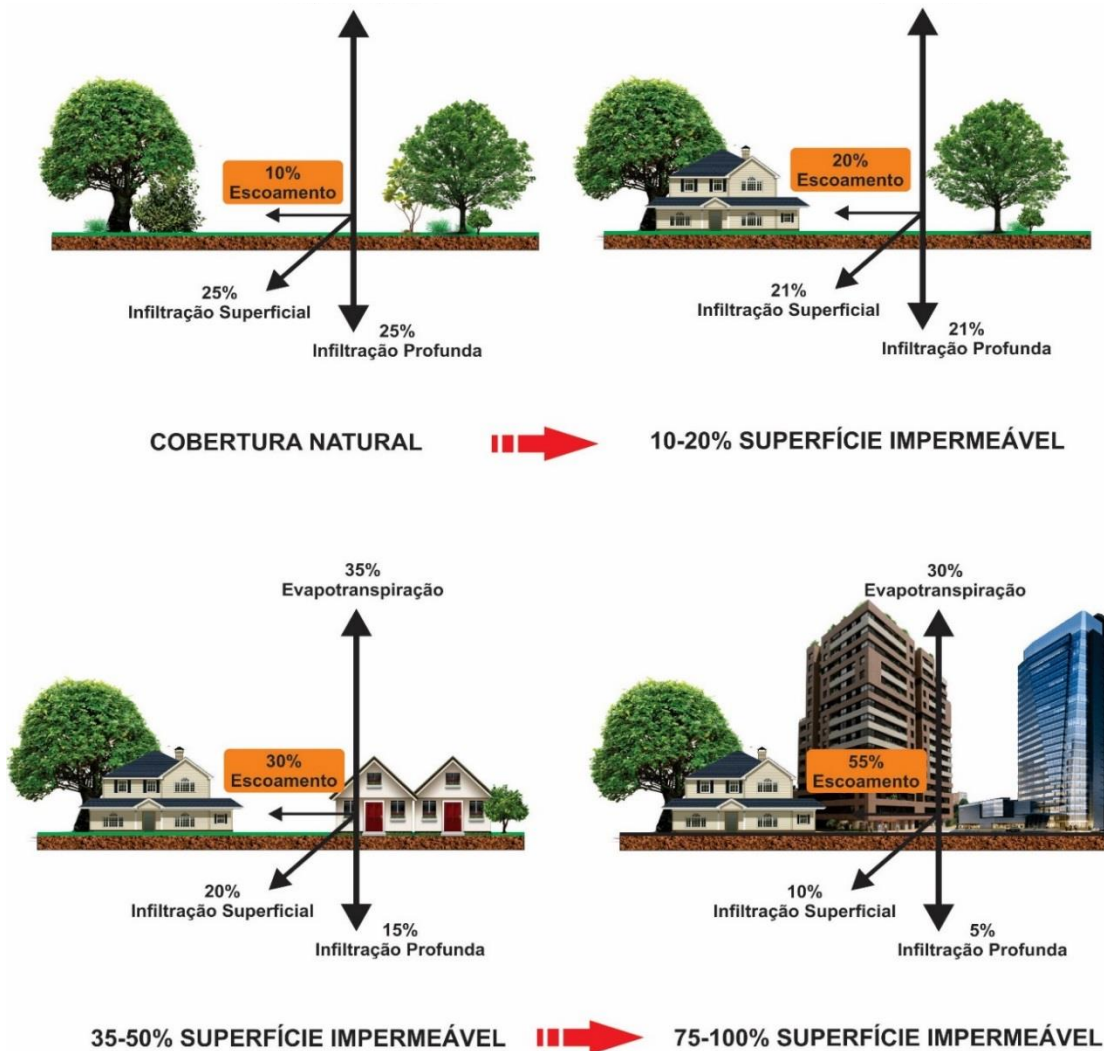 10%
Escoamento
25%
Infiltração Superficial
25%
Infiltração Profunda
20%
Escoamento
21%
Infiltração Superficial
21%
Infiltração Profunda
COBERTURA NATURAL
10-20% SUPERFÍCIE IMPERMEÁVEL
35%
Evapotranspiração
30%
Escoamento
20%
Infiltração Superficial
15%
Infiltração Profunda
30%
Evapotranspiração
55%
Escoamento
10%
Infiltração Superficial
5%
Infiltração Profunda
35-50% SUPERFÍCIE IMPERMEÁVEL
75-100% SUPERFÍCIE IMPERMEÁVEL